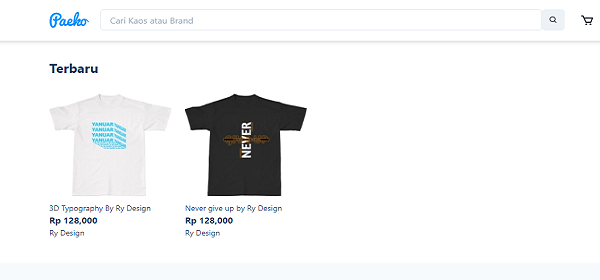 Paeko
Cari Kaos atau Brand
Terbaru
YANUAR
YANUAR
YANUAR
YANUAR
NEVER
3D Typography By Ry Design
Never give up by Ry Design
Rp 128,000
Rp 128,000
Ry Design
Ry Design